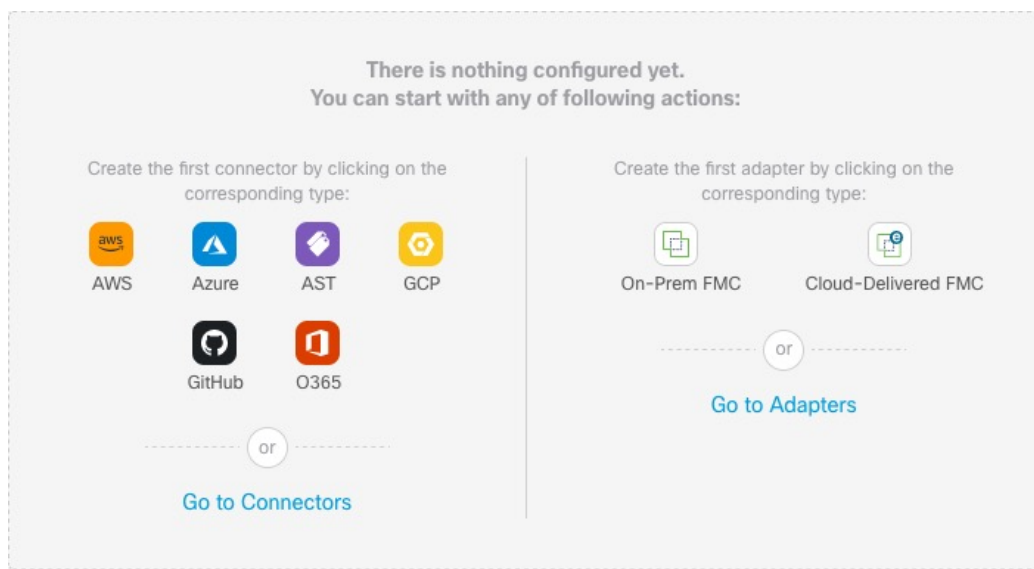 There is nothing configured yet.
You can start with any of following actions:
Create the first connector by clicking on the
corresponding type:
aws
AWS
Azure
AST
GCP
GitHub
O365
or
Go to Connectors
Create the first adapter by clicking on the
corresponding type:
On-Prem FMC
Cloud-Delivered FMC
or
Go to Adapters